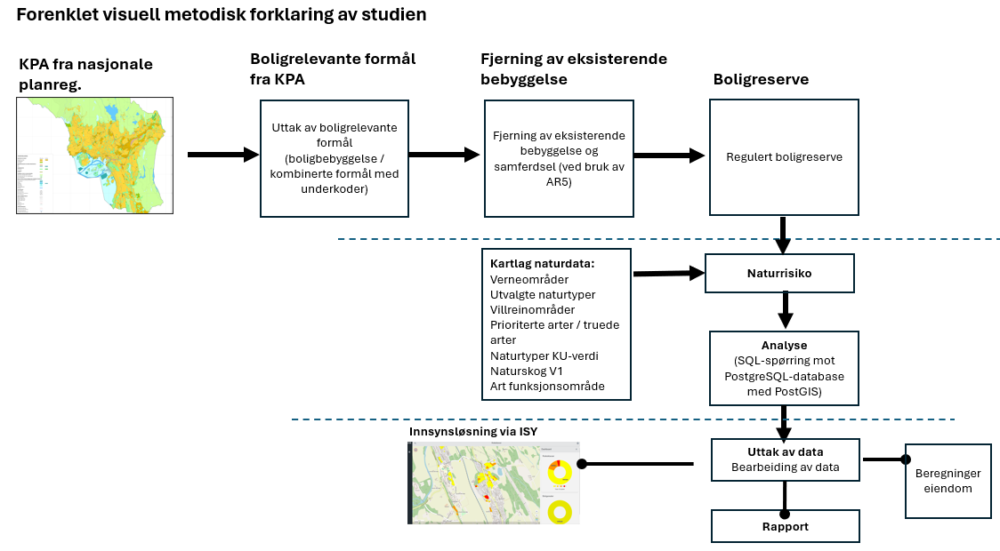 Forenklet visuell metodisk forklaring av studien
KPA fra nasjonale
planreg.
Boligrelevante formål
fra KPA
Fjerning av eksisterende
bebyggelse
Boligreserve
Uttak av boligrelevante
formål
(boligbebyggelse /
kombinerte formål med
underkoder)
Fjerning av eksisterende
bebyggelse og
samferdsel (ved bruk av
AR5)
Regulert boligreserve
Kartlag naturdata:
Verneområder
Utvalgte naturtyper
Villreinområder
Prioriterte arter / truede
arter
Naturtyper KU-verdi
Naturskog V1
Art funksjonsområde
Naturrisiko
Analyse
(SQL-spørring mot
PostgreSQL-database
med PostGIS)
Innsynsløsning via ISY
Uttak av data
Bearbeiding av data
Beregninger
eiendom
Rapport